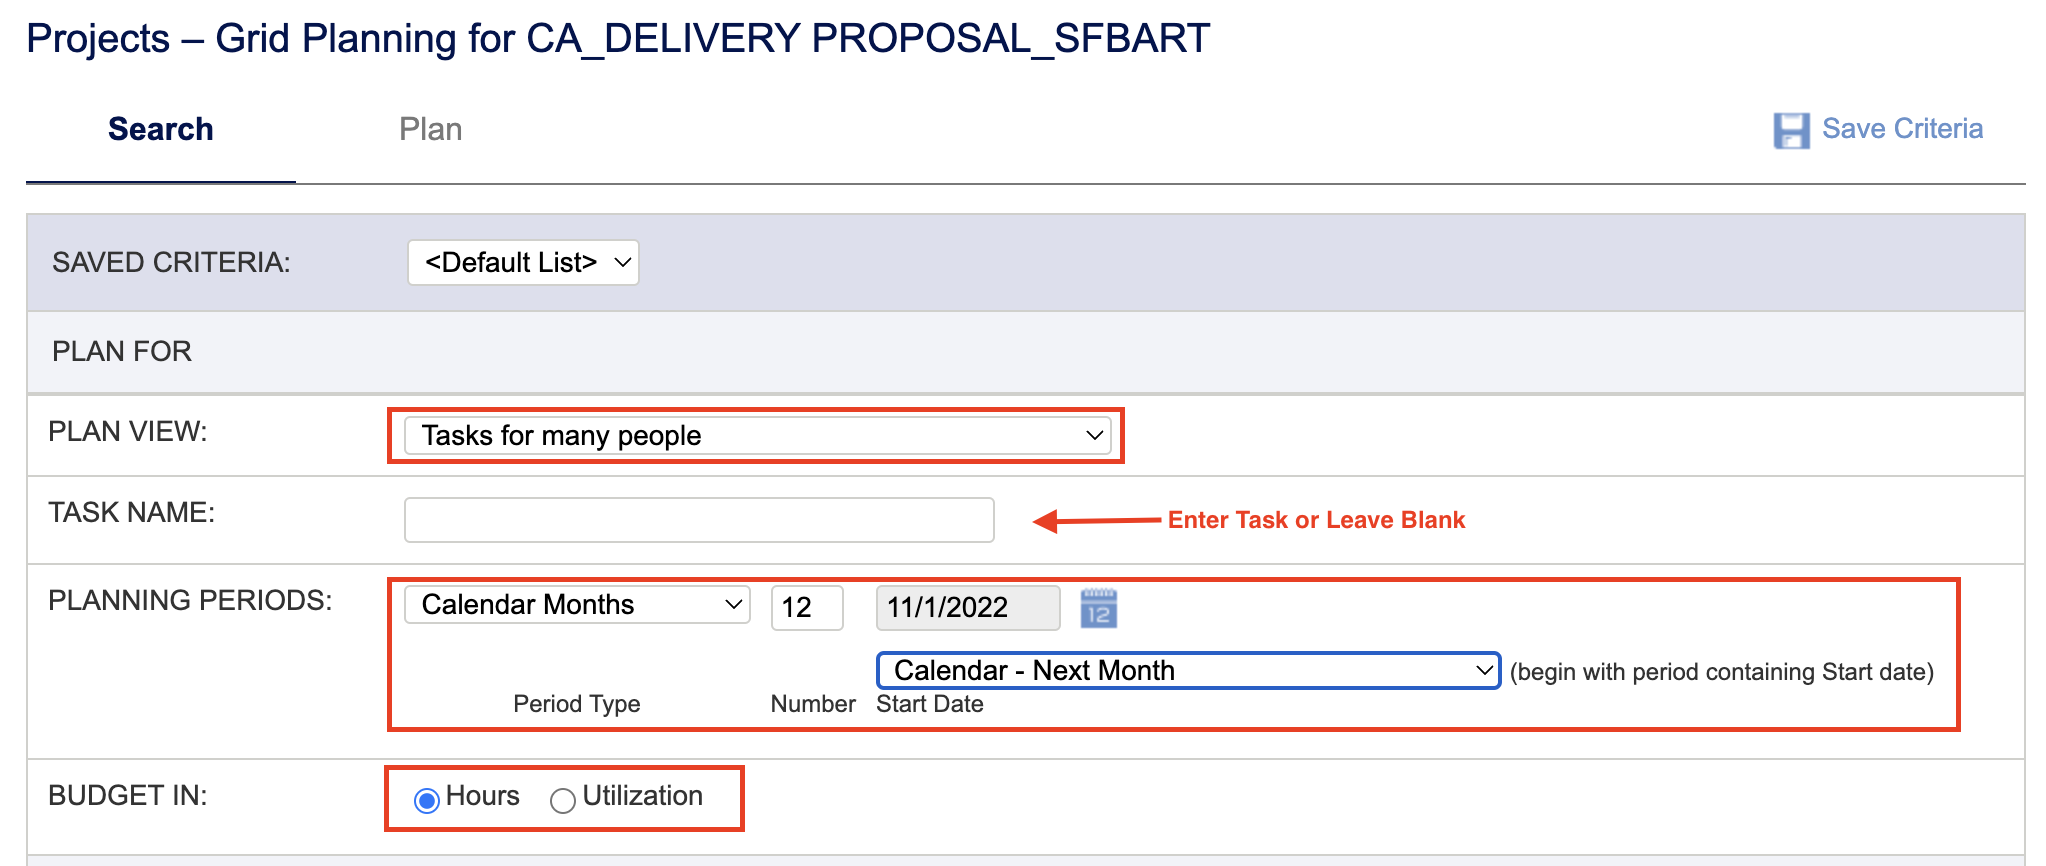 Projects – Grid Planning for CA_DELIVERY PROPOSAL_SFBART
Search Plan Save Criteria
SAVED CRITERIA: <Default List>
PLAN FOR
PLAN VIEW: Tasks for many people
TASK NAME: Enter Task or Leave Blank
PLANNING PERIODS: Calendar Months 12 11/1/2022 12
Calendar - Next Month (begin with period containing Start date)
Period Type Number Start Date
BUDGET IN: Hours Utilization